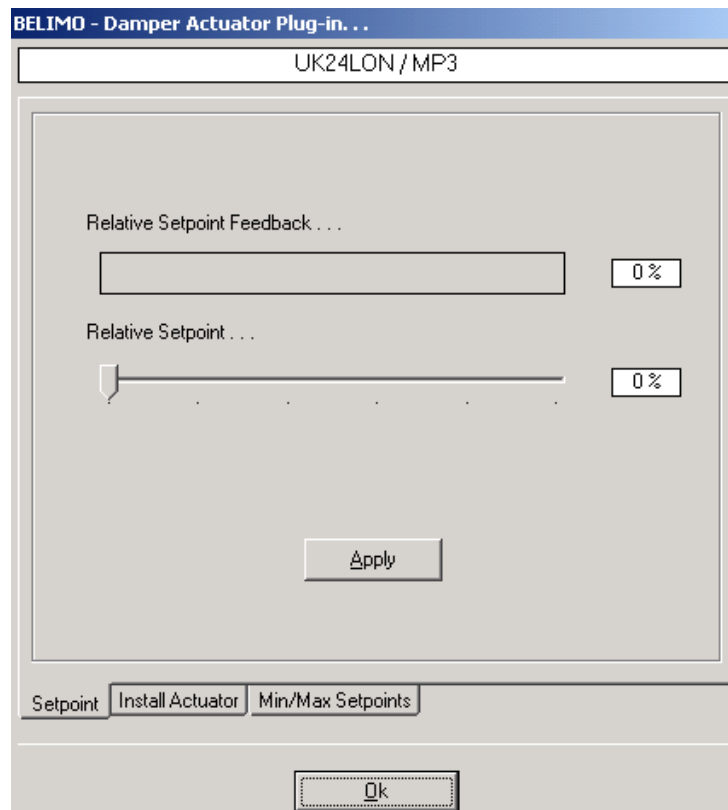 BELIMO - Damper Actuator Plug-in. . .
UK24LON / MP3
Relative Setpoint Feedback . . .
0 %
Relative Setpoint . . .
0 %
Apply
Setpoint Install Actuator Min/Max Setpoints
Ok